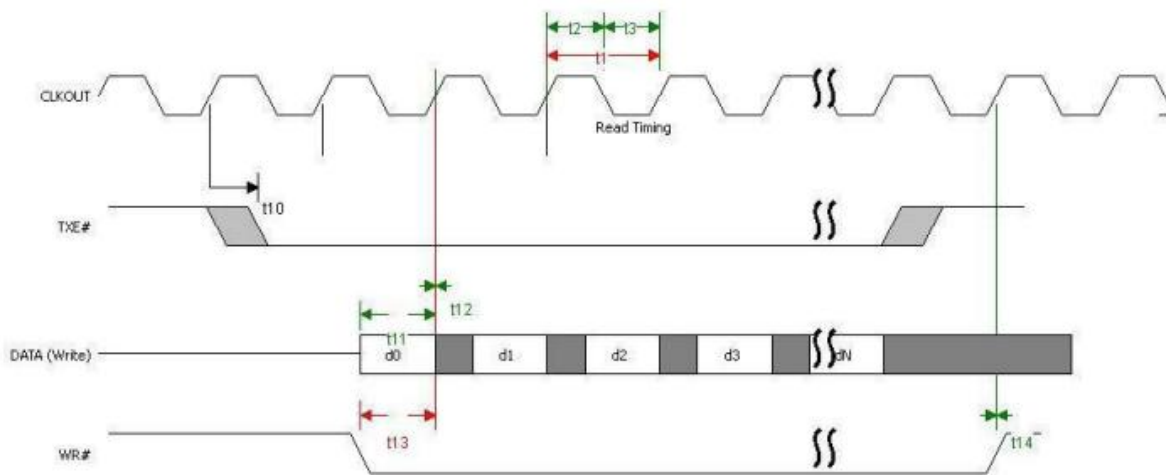 t2 t3
t1
CLKOUT
Read Timing
t10
TXE#
t12
t11
DATA (Write)
d0 d1 d2 d3 dN
t13
t14
WR#